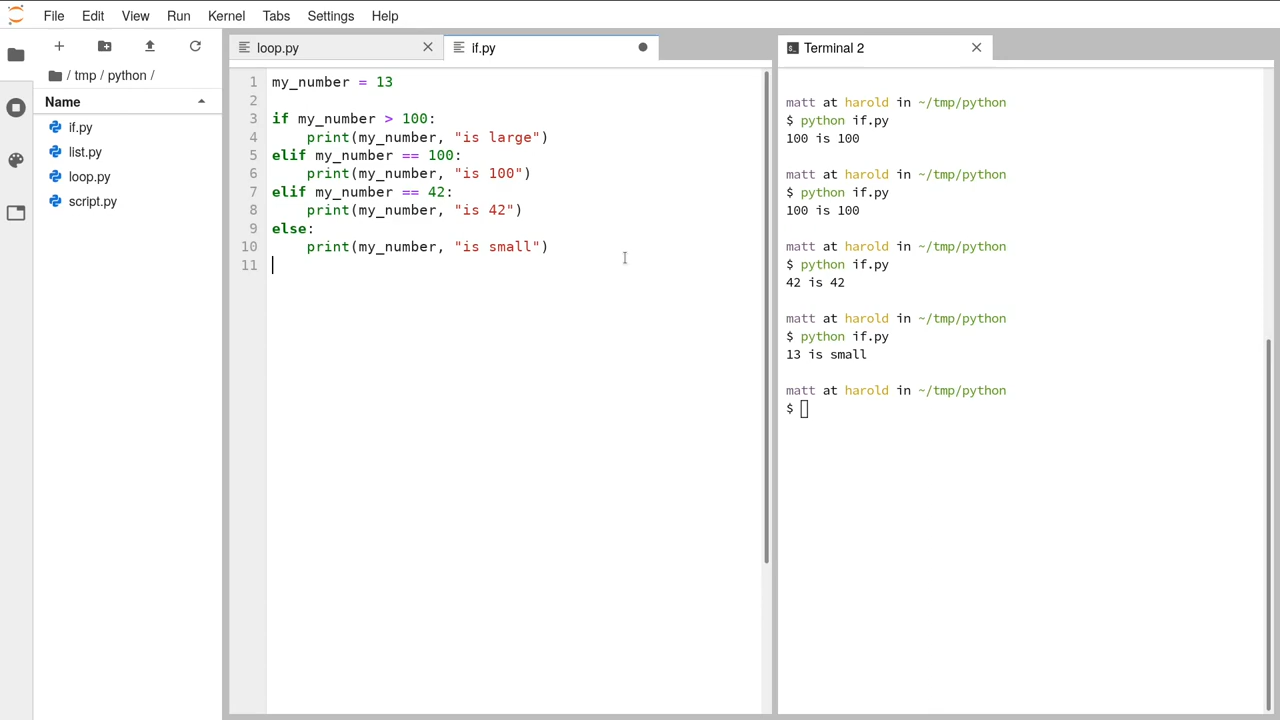 File Edit View Run Kernel Tabs Settings Help
/ tmp / python /
Name
if.py
list.py
loop.py
script.py
loop.py
if.py
1 my_number = 13
2
3 if my_number > 100:
4     print(my_number, "is large")
5 elif my_number == 100:
6     print(my_number, "is 100")
7 elif my_number == 42:
8     print(my_number, "is 42")
9 else:
10     print(my_number, "is small")
11
Terminal 2
matt at harold in ~/tmp/python
$ python if.py
100 is 100
matt at harold in ~/tmp/python
$ python if.py
100 is 100
matt at harold in ~/tmp/python
$ python if.py
42 is 42
matt at harold in ~/tmp/python
$ python if.py
13 is small
matt at harold in ~/tmp/python
$